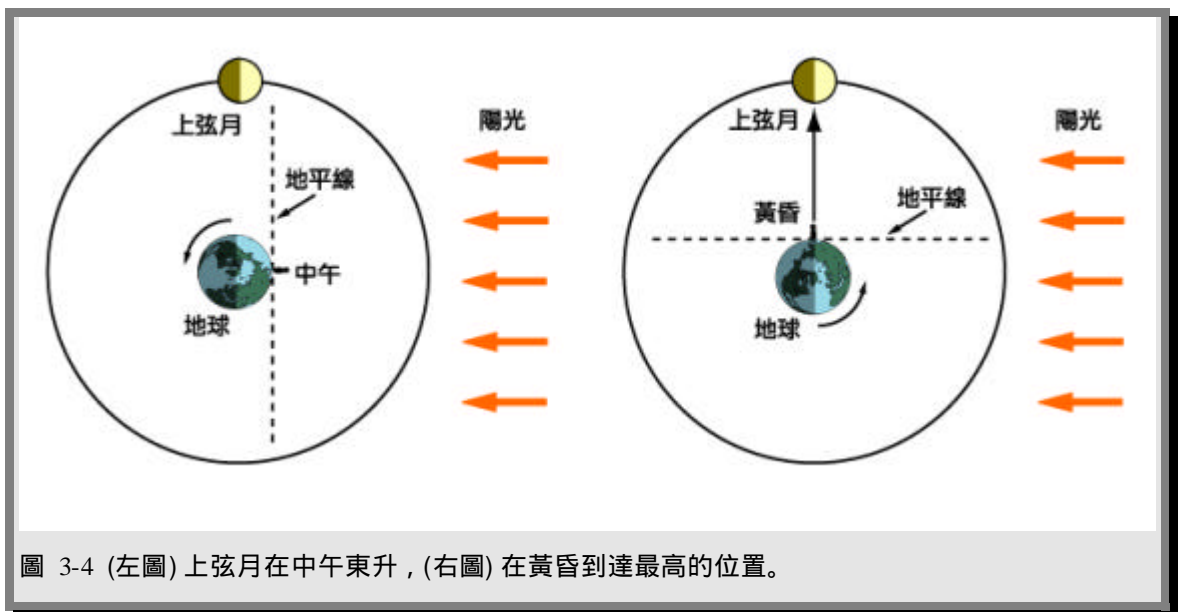 上弦月
陽光
地平線
中午
地球
上弦月
陽光
黃昏
地平線
地球
圖 3-4 (左圖) 上弦月在中午東升，(右圖) 在黃昏到達最高的位置。